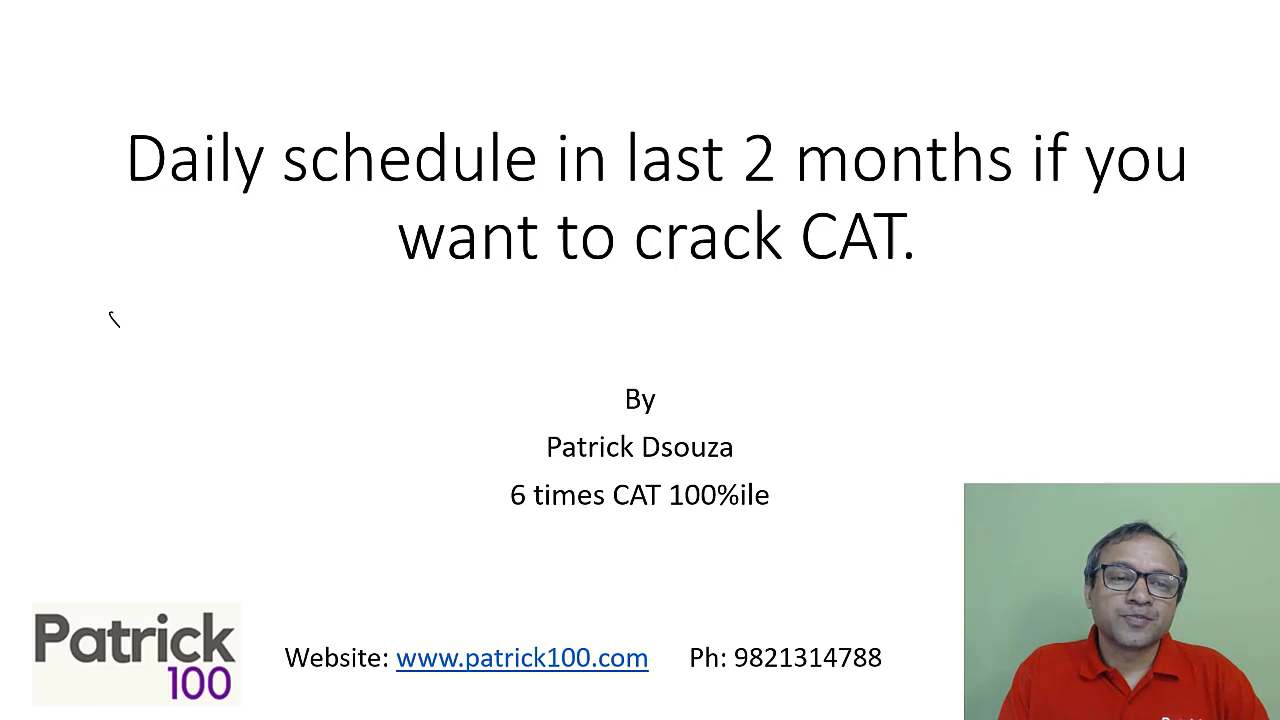 Daily schedule in last 2 months if you
want to crack CAT.
By
Patrick Dsouza
6 times CAT 100%ile
Patrick
100
Website: www.patrick100.com Ph: 9821314788